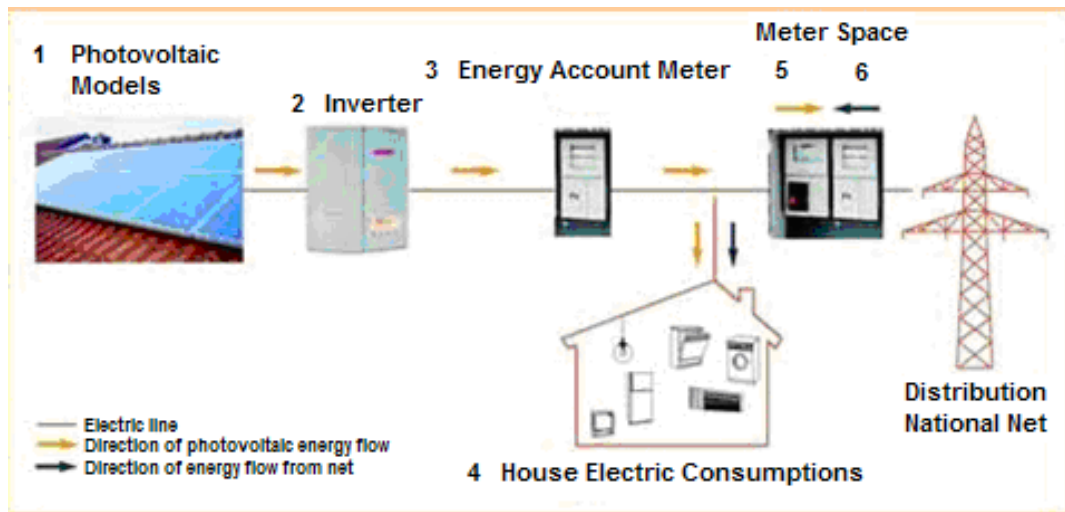 Meter Space
1 Photovoltaic
Models
3 Energy Account Meter
5 6
2 Inverter
Distribution
National Net
Electric line
Direction of photovoltaic energy flow
Direction of energy flow from net
4 House Electric Consumptions